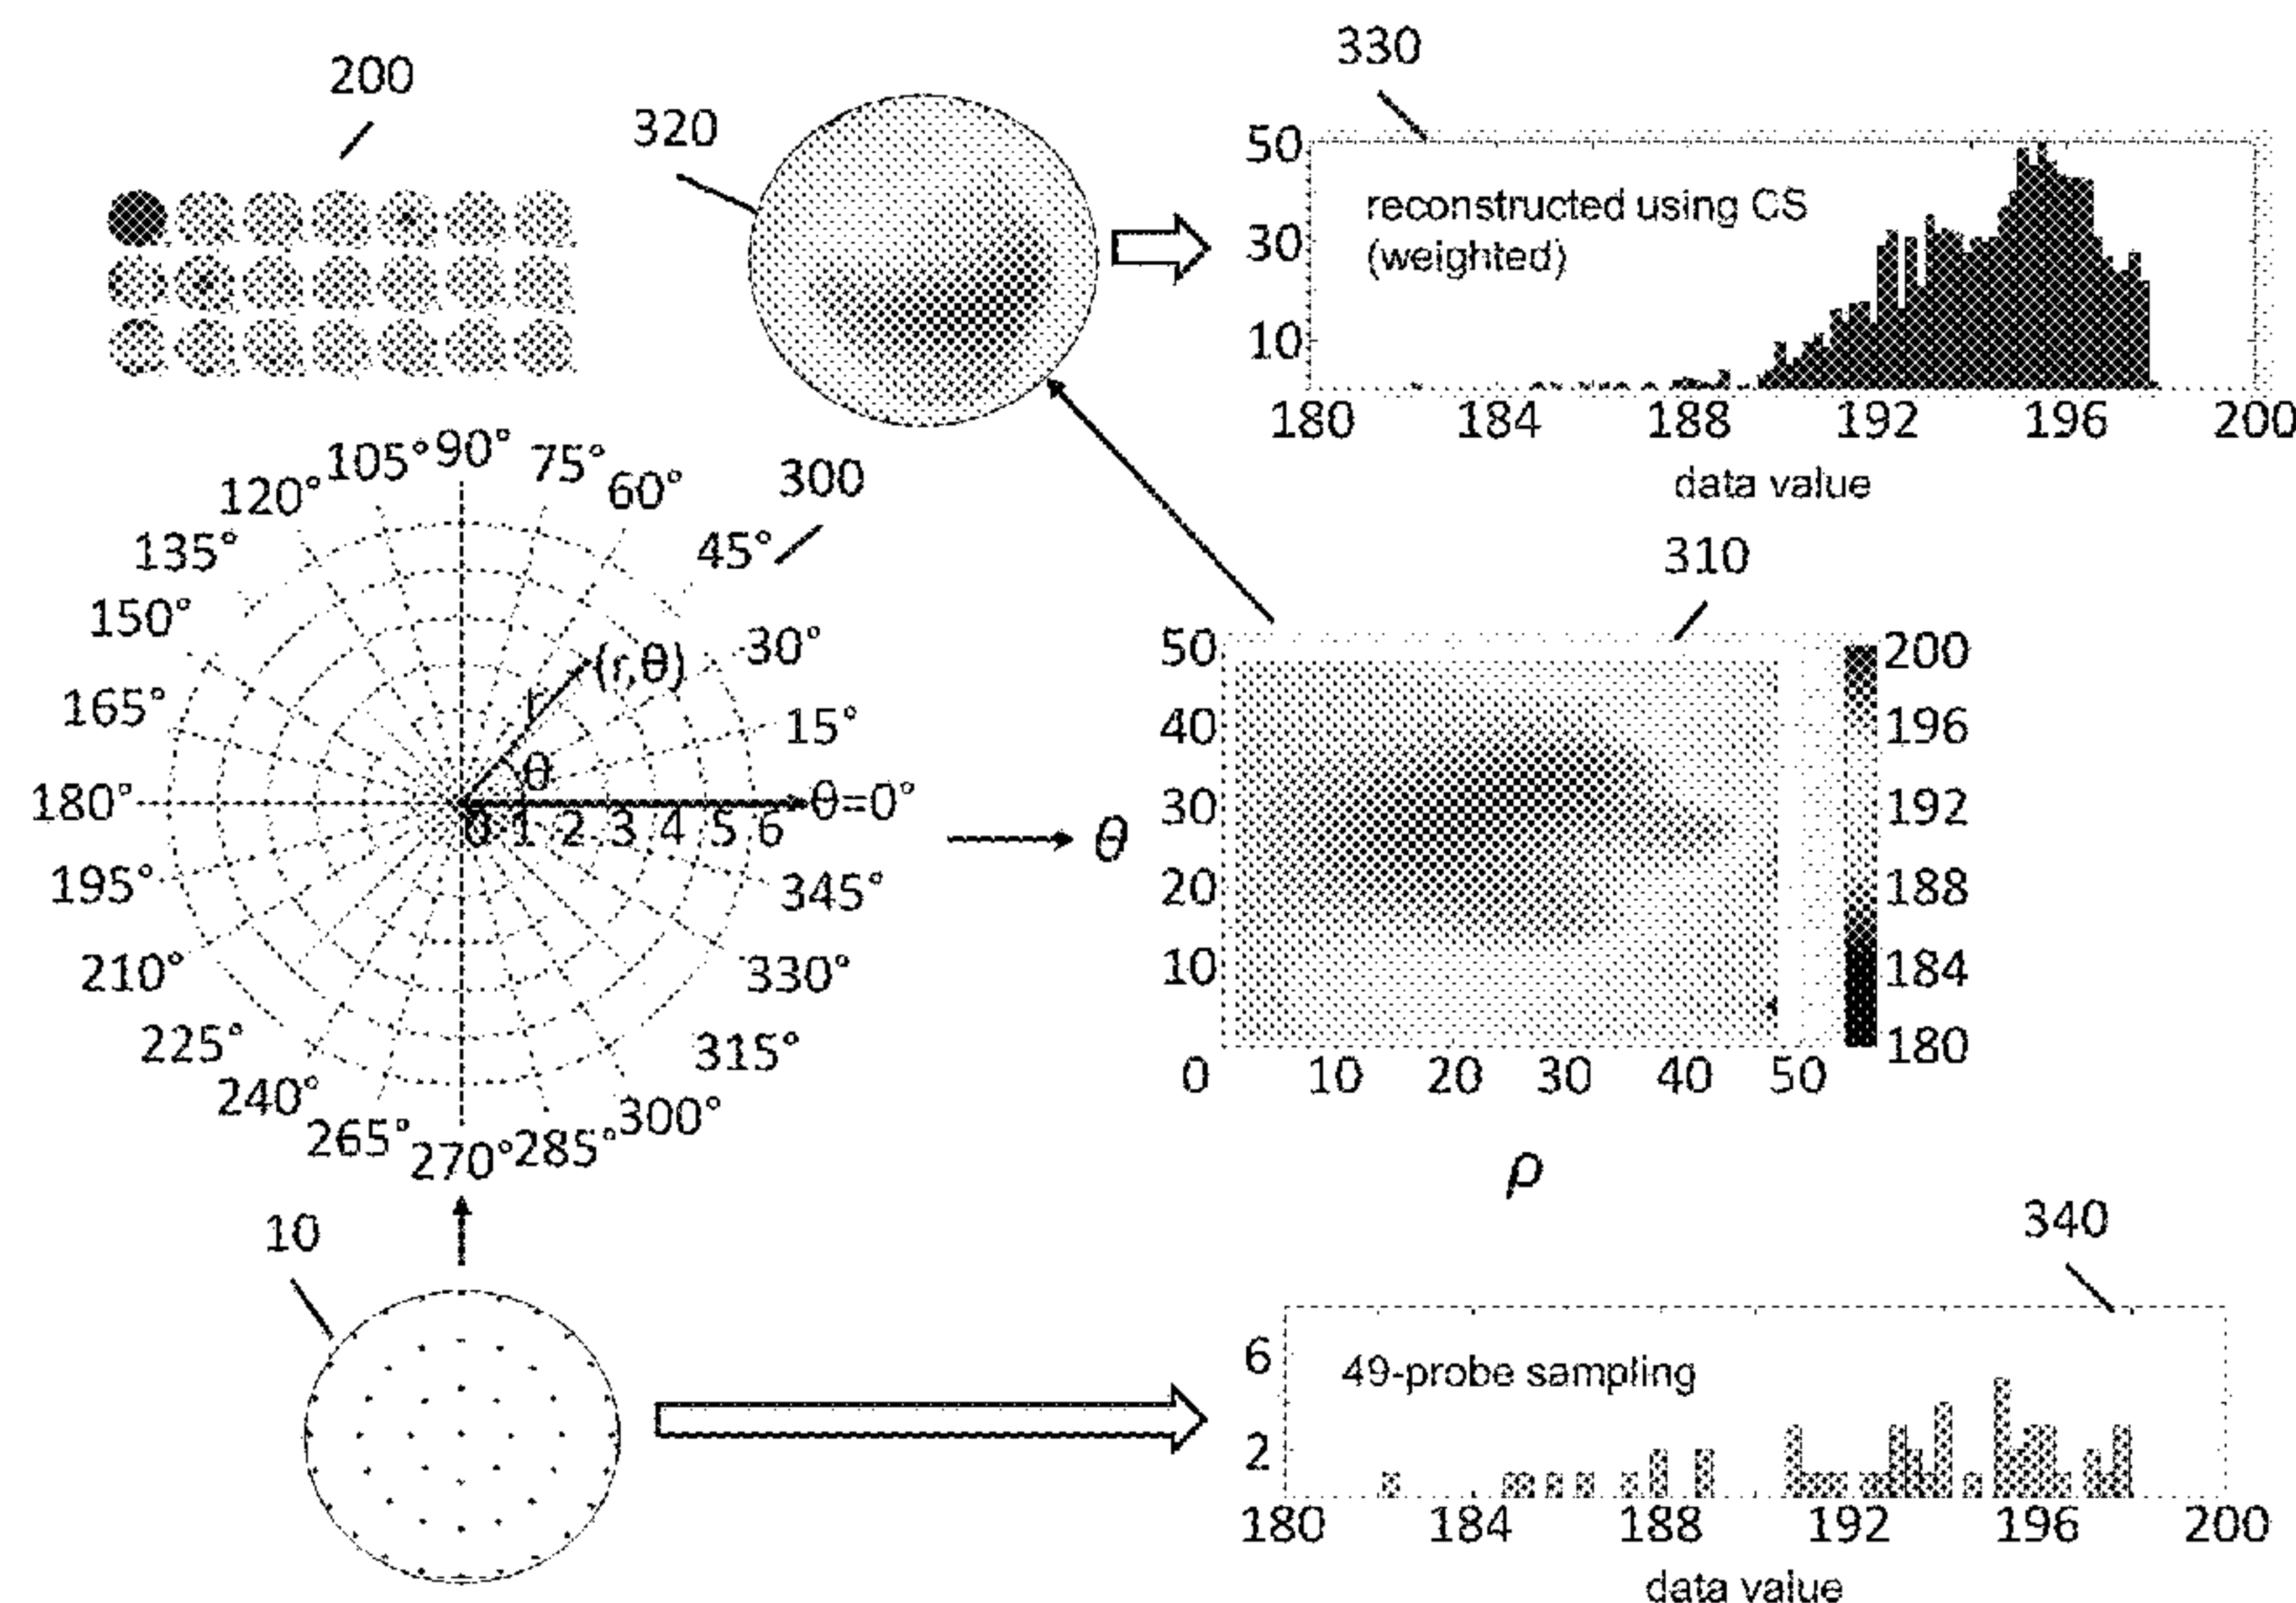 200
320
330
50
30
10
reconstructed using CS
(weighted)
180 184 188 192 196 200
data value
300
90°
105° 75°
120° 60°
135° 45°
150° 30°
165° 15°
180° θ=0°
195° 345°
210° 330°
225° 315°
240° 300°
265° 285°
270°
(r,θ)
r
θ
0 1 2 3 4 5 6
310
50
40
30
20
10
θ
0 10 20 30 40 50
ρ
200
196
192
188
184
180
10
340
6
2
49-probe sampling
180 184 188 192 196 200
data value